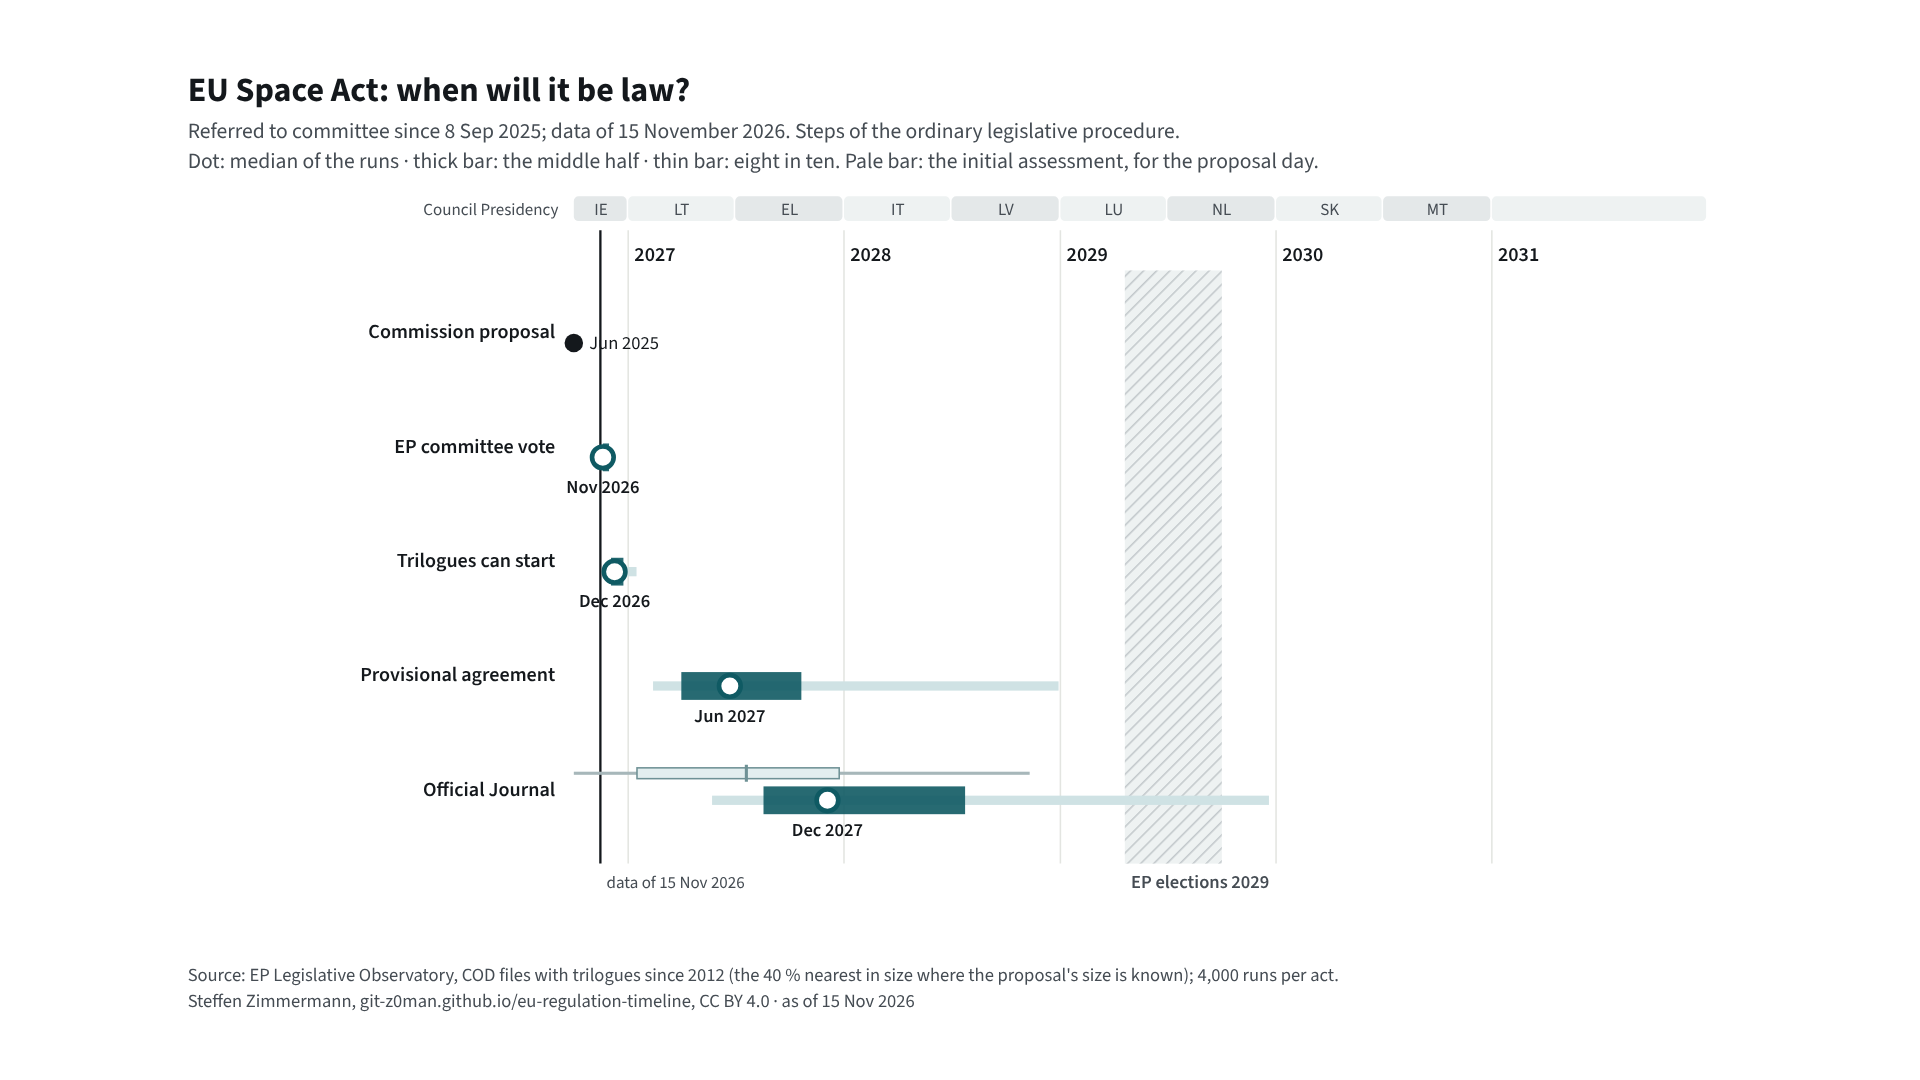 EU Space Act: when will it be law?
Referred to committee since 8 Sep 2025; data of 15 November 2026. Steps of the ordinary legislative procedure.
Dot: median of the runs · thick bar: the middle half · thin bar: eight in ten. Pale bar: the initial assessment, for the proposal day.
Council Presidency IE LT EL IT LV LU NL SK MT
2027 2028 2029 2030 2031
Commission proposal
Jun 2025
EP committee vote
Nov 2026
Trilogues can start
Dec 2026
Provisional agreement
Jun 2027
Official Journal
Dec 2027
data of 15 Nov 2026
EP elections 2029
Source: EP Legislative Observatory, COD files with trilogues since 2012 (the 40 % nearest in size where the proposal's size is known); 4,000 runs per act.
Steffen Zimmermann, git-z0man.github.io/eu-regulation-timeline, CC BY 4.0 · as of 15 Nov 2026